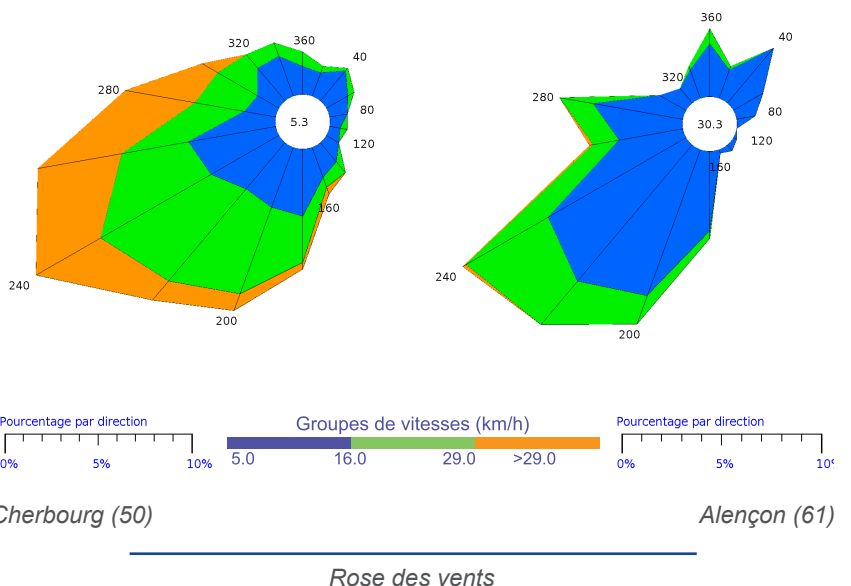 360
320
40
280
80
5.3
120
160
240
200
360
40
320
280
80
30.3
120
160
240
200
Pourcentage par direction
0% 5% 10%
Groupes de vitesses (km/h)
5.0 16.0 29.0 >29.0
Pourcentage par direction
0% 5% 10%
Cherbourg (50)
Alençon (61)
Rose des vents